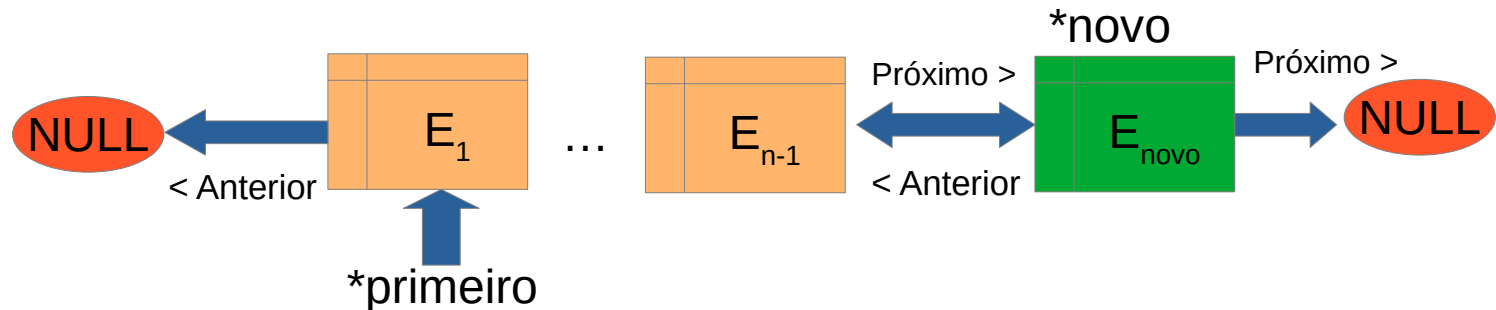 *novo
Próximo >
Próximo >
NULL
E1
...
En-1
Enovo
NULL
< Anterior
< Anterior
*primeiro